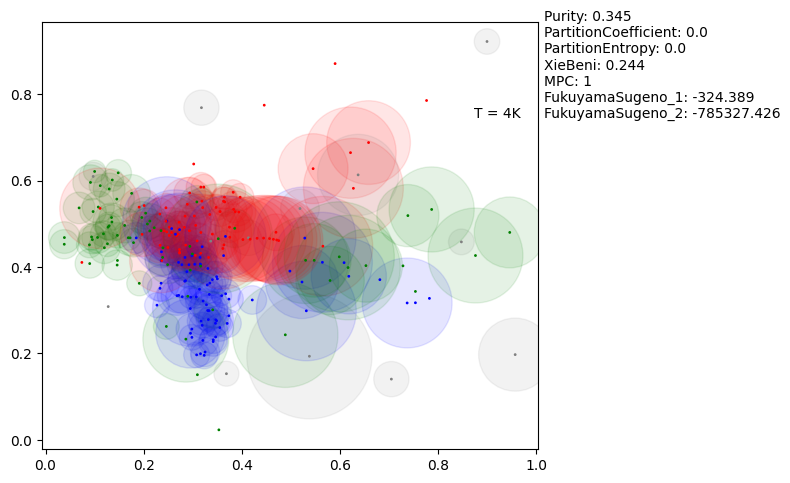 Purity: 0.345
PartitionCoefficient: 0.0
PartitionEntropy: 0.0
XieBeni: 0.244
MPC: 1
FukuyamaSugeno_1: -324.389
FukuyamaSugeno_2: -785327.426
T = 4K
0.8
0.6
0.4
0.2
0.0
0.0 0.2 0.4 0.6 0.8 1.0